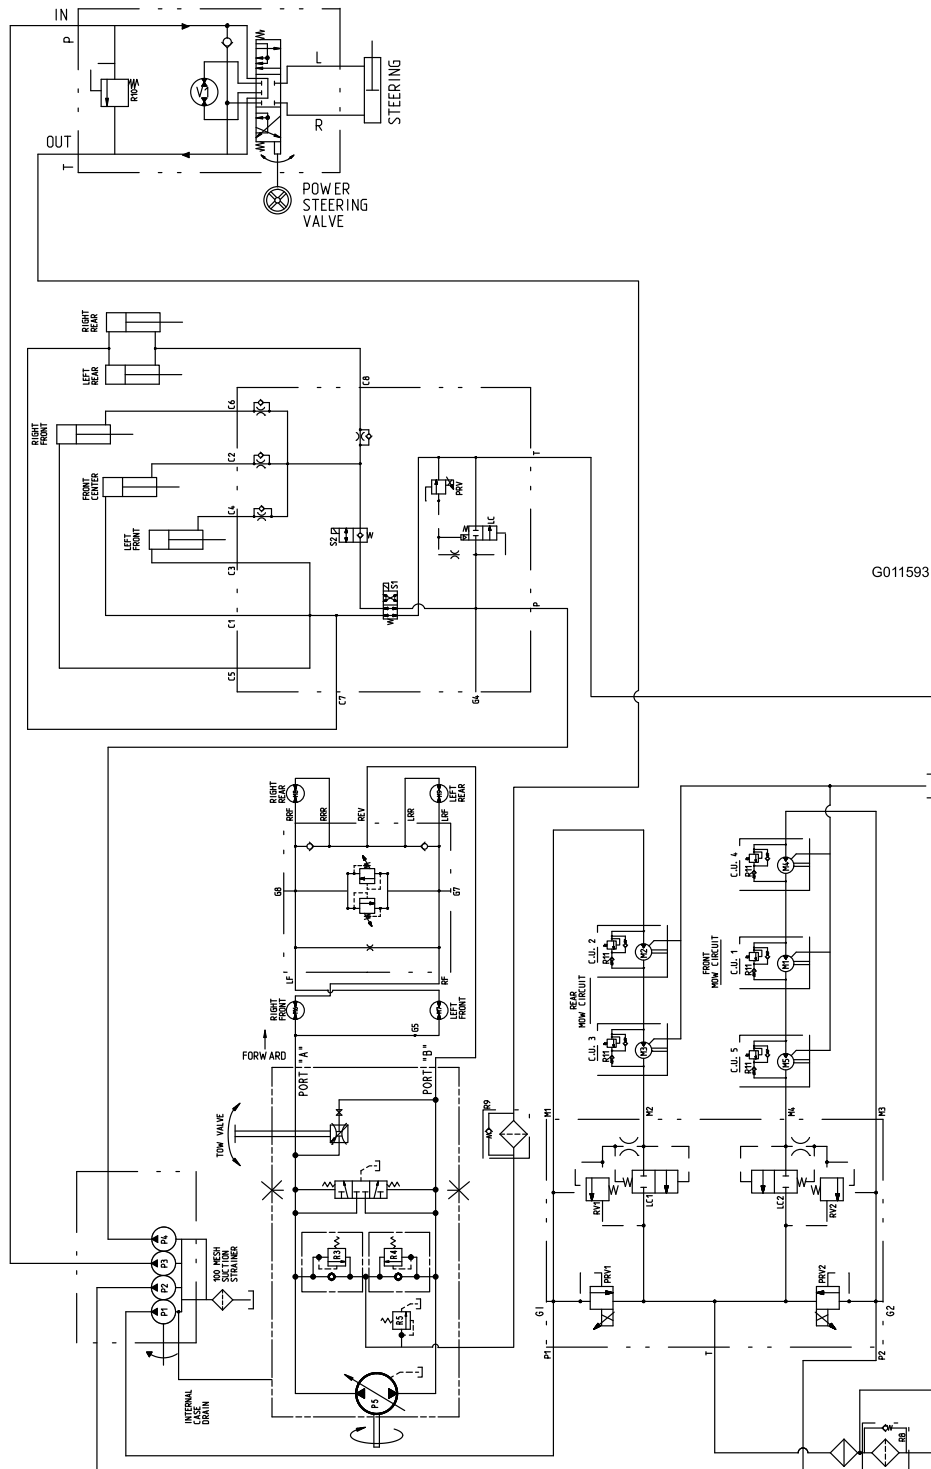 IN
P
R10
V1
L
R
STEERING
OUT
T
POWER
STEERING
VALVE
RIGHT
REAR
LEFT
REAR
C8
RIGHT
FRONT
C6
FRONT
CENTER
C2
LEFT
FRONT
C4
C3
C1
C5
C7
S2
S1
PRV
LC
T
P
G4
G011593
RIGHT
REAR
RRF
RRR
REV
LRR
LRF
LEFT
REAR
G8
G7
LF
RF
RIGHT
FRONT
LEFT
FRONT
G5
FORWARD
PORT "A"
PORT "B"
TOW VALVE
R9
R3
R4
R5
P5
P4
P3
P2
P1
100 MESH
SUCTION
STRAINER
INTERNAL
CASE
DRAIN
C.U. 4
R11
M4
C.U. 2
R11
M2
C.U. 1
R11
M1
FRONT
MOW CIRCUIT
REAR
MOW CIRCUIT
C.U. 3
R11
M3
C.U. 5
R11
M5
M1
M2
M4
M3
RV1
LC1
LC2
RV2
PRV1
PRV2
G1
G2
P1
T
P2
R8